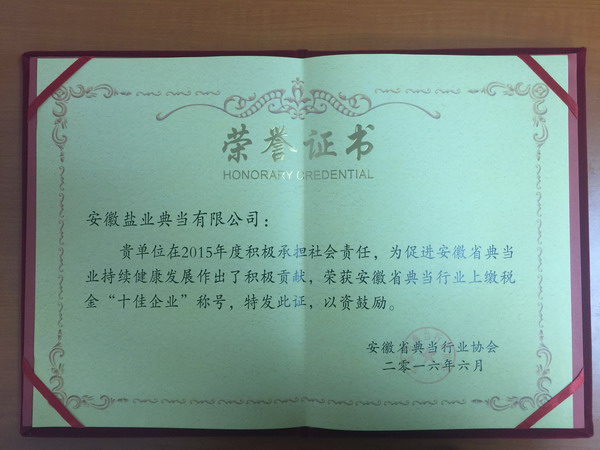 荣誉证书
HONORARY CREDENTIAL
安徽盐业典当有限公司：
贵单位在2015年度积极承担社会责任，为促进安徽省典当
业持续健康发展作出了积极贡献，荣获安徽省典当行业上缴税
金“十佳企业”称号，特发此证，以资鼓励。
安徽省典当行业协会
二零一六年六月